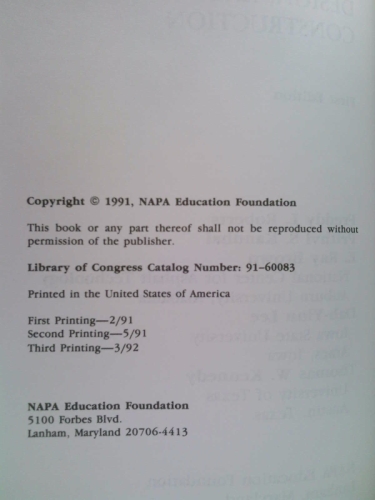 Copyright © 1991, NAPA Education Foundation
This book or any part thereof shall not be reproduced without
permission of the publisher.
Library of Congress Catalog Number: 91-60083
Printed in the United States of America
First Printing—2/91
Second Printing—5/91
Third Printing—3/92
NAPA Education Foundation
5100 Forbes Blvd.
Lanham, Maryland 20706-4413